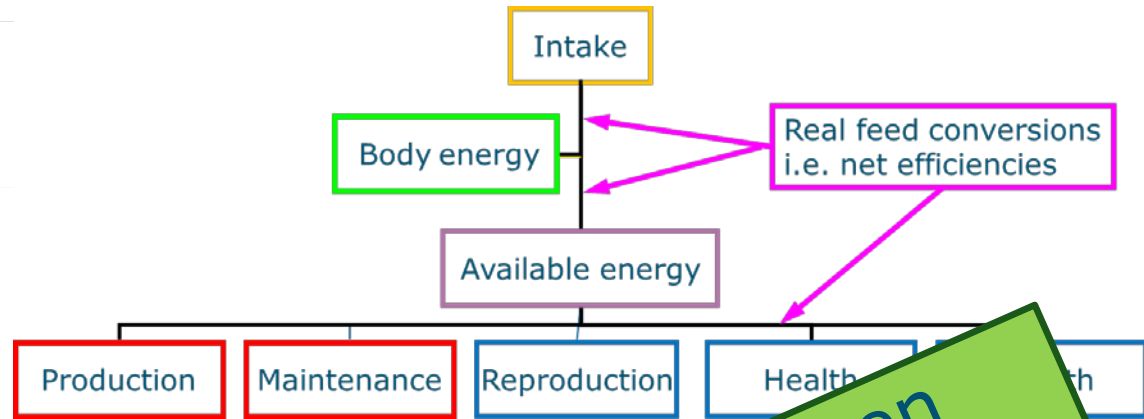 Intake
Body energy
Real feed conversions
i.e. net efficiencies
Available energy
Production
Maintenance
Reproduction
Health